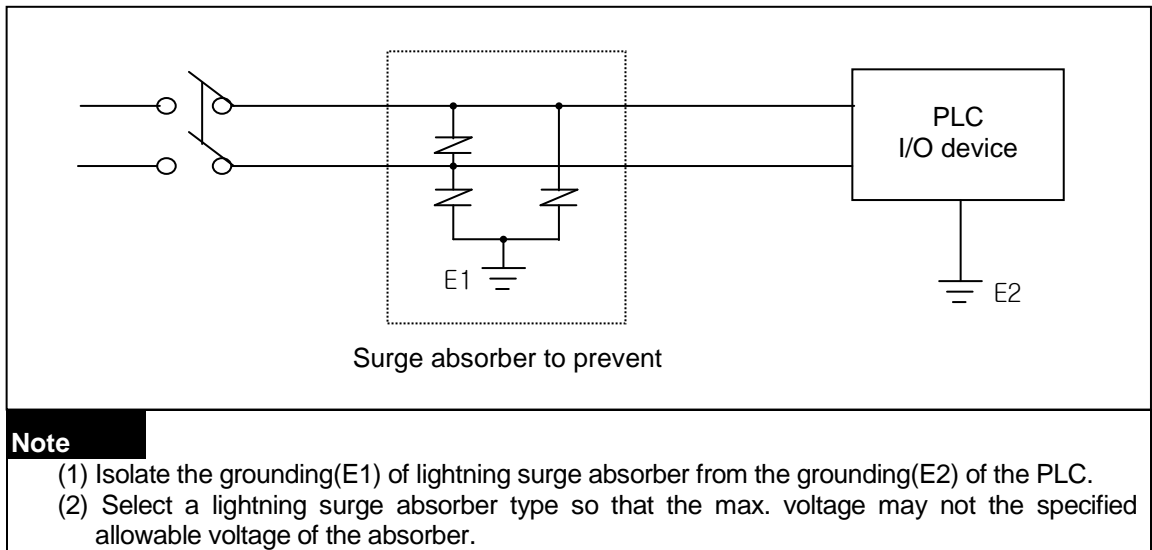 PLC
I/O device
E1
E2
Surge absorber to prevent
Note
(1) Isolate the grounding(E1) of lightning surge absorber from the grounding(E2) of the PLC.
(2) Select a lightning surge absorber type so that the max. voltage may not the specified
allowable voltage of the absorber.